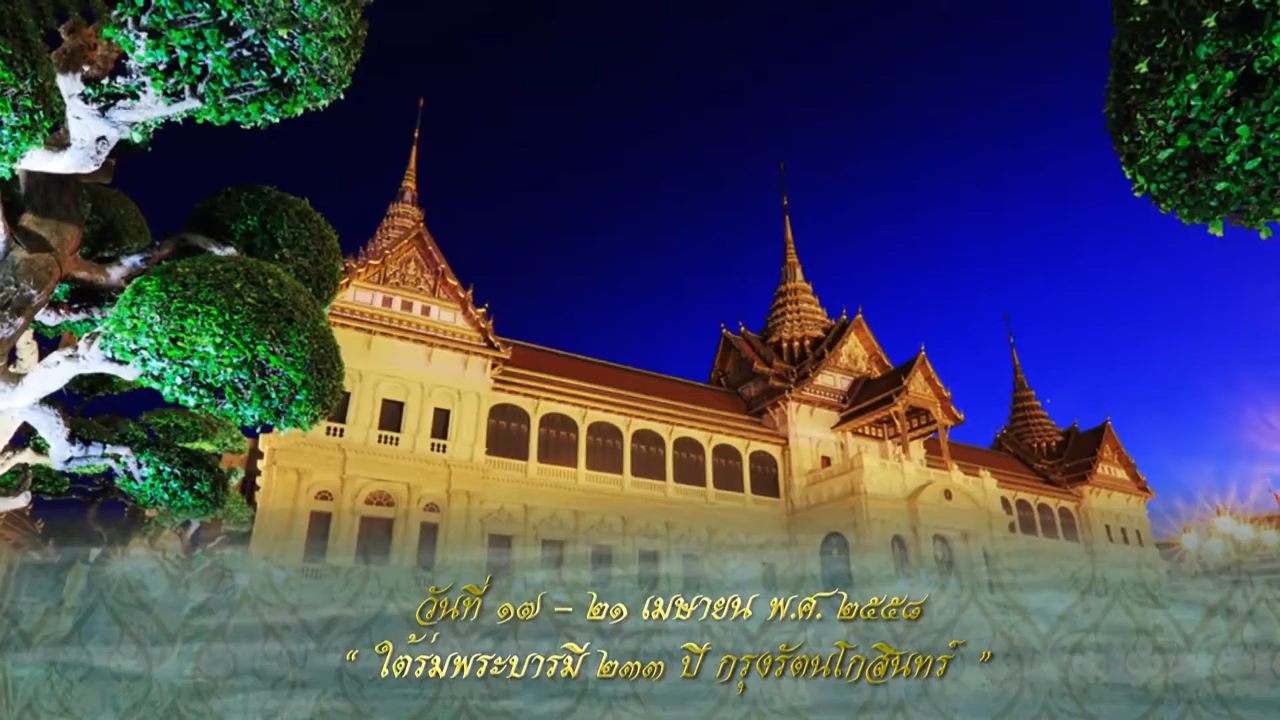 วันที่ ๑๗ – ๒๑ เมษายน พ.ศ. ๒๕๕๘
“ ใต้ร่มพระบารมี ๒๓๓ ปี กรุงรัตนโกสินทร์ ”